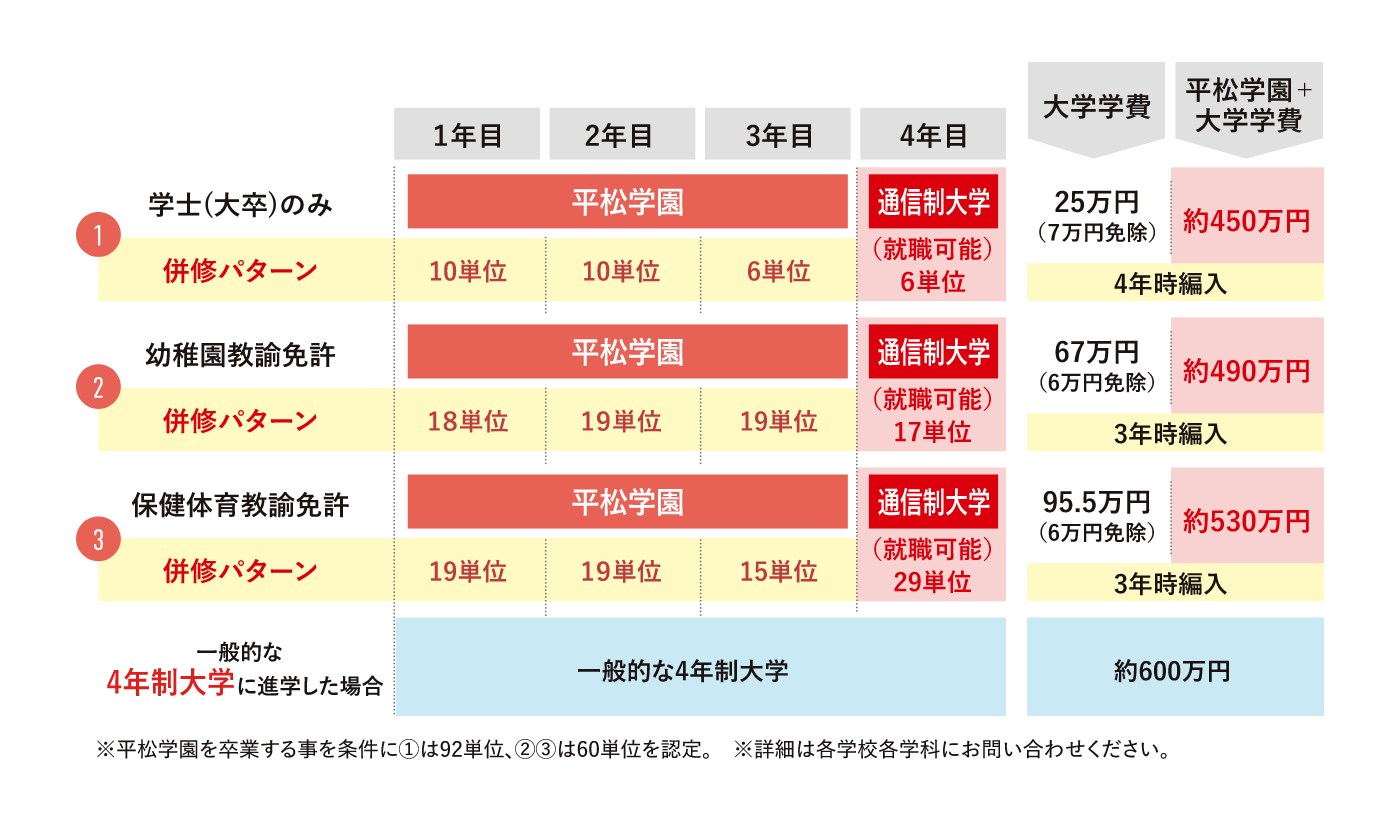 1年目
2年目
3年目
4年目
大学学費
平松学園＋
大学学費
1
学士(大卒)のみ
併修パターン
平松学園
10単位
10単位
6単位
通信制大学
（就職可能）
6単位
25万円
（7万円免除）
約450万円
4年時編入
2
幼稚園教諭免許
併修パターン
平松学園
18単位
19単位
19単位
通信制大学
（就職可能）
17単位
67万円
（6万円免除）
約490万円
3年時編入
3
保健体育教諭免許
併修パターン
平松学園
19単位
19単位
15単位
通信制大学
（就職可能）
29単位
95.5万円
（6万円免除）
約530万円
3年時編入
一般的な
4年制大学に進学した場合
一般的な4年制大学
約600万円
※平松学園を卒業する事を条件に①は92単位、②③は60単位を認定。 ※詳細は各学校各学科にお問い合わせください。